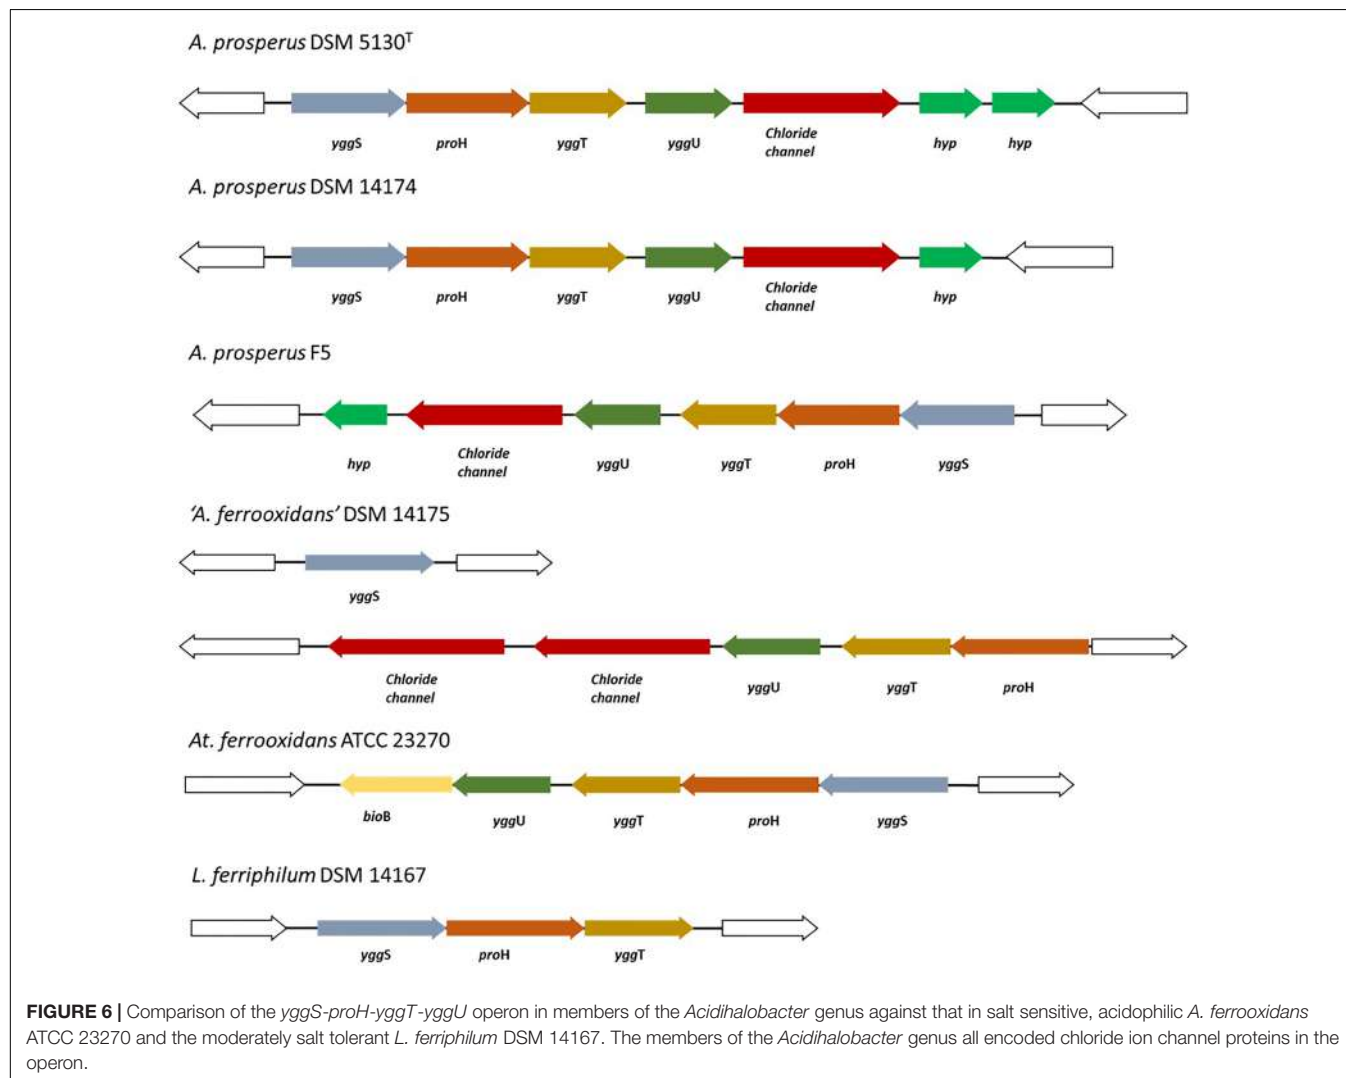 A. prosperus DSM 5130ᵀ
yggS proH yggT yggU Chloride channel hyp hyp
A. prosperus DSM 14174
yggS proH yggT yggU Chloride channel hyp
A. prosperus F5
hyp Chloride channel yggU yggT proH yggS
'A. ferrooxidans' DSM 14175
yggS
Chloride channel Chloride channel yggU yggT proH
At. ferrooxidans ATCC 23270
bioB yggU yggT proH yggS
L. ferriphilum DSM 14167
yggS proH yggT
FIGURE 6 | Comparison of the yggS-proH-yggT-yggU operon in members of the Acidihalobacter genus against that in salt sensitive, acidophilic A. ferrooxidans
ATCC 23270 and the moderately salt tolerant L. ferriphilum DSM 14167. The members of the Acidihalobacter genus all encoded chloride ion channel proteins in the
operon.